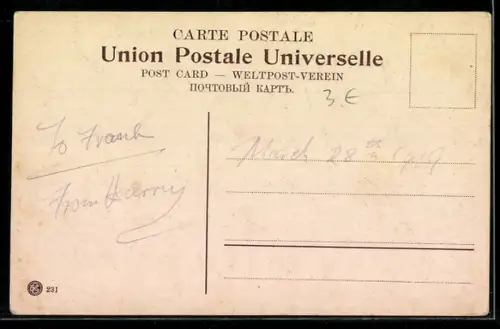 CARTE POSTALE
Union Postale Universelle
POST CARD — WELTPOST-VEREIN
ПОЧТОВЫЙ КАРТЪ.
3 €
To Frank
March 28th 1919
From Harry
231